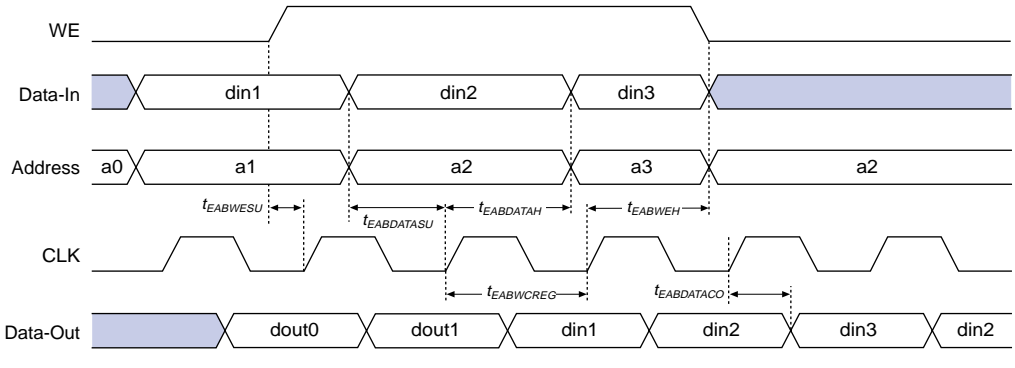 WE
Data-In din1 din2 din3
Address a0 a1 a2 a3 a2
tEABWESU tEABDATASU tEABDATAH tEABWEH
CLK
tEABWCREG tEABDATACO
Data-Out dout0 dout1 din1 din2 din3 din2